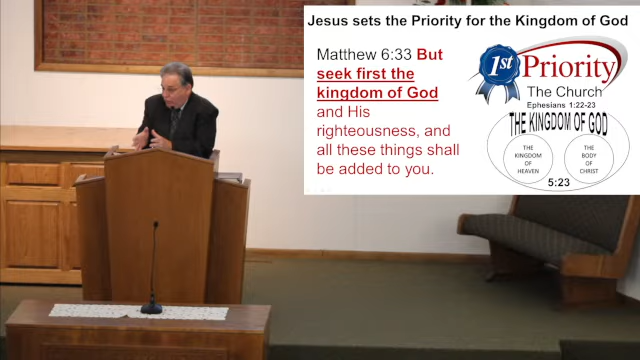 Jesus sets the Priority for the Kingdom of God
Matthew 6:33 But
seek first the
kingdom of God
and His
righteousness, and
all these things shall
be added to you.
1st Priority
The Church
Ephesians 1:22-23
THE KINGDOM OF GOD
THE
KINGDOM
OF
HEAVEN
THE
BODY
OF
CHRIST
5:23